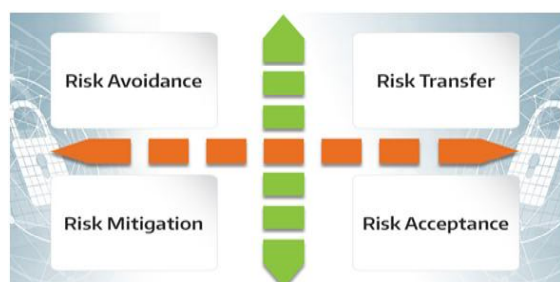 Risk Avoidance
Risk Transfer
Risk Mitigation
Risk Acceptance